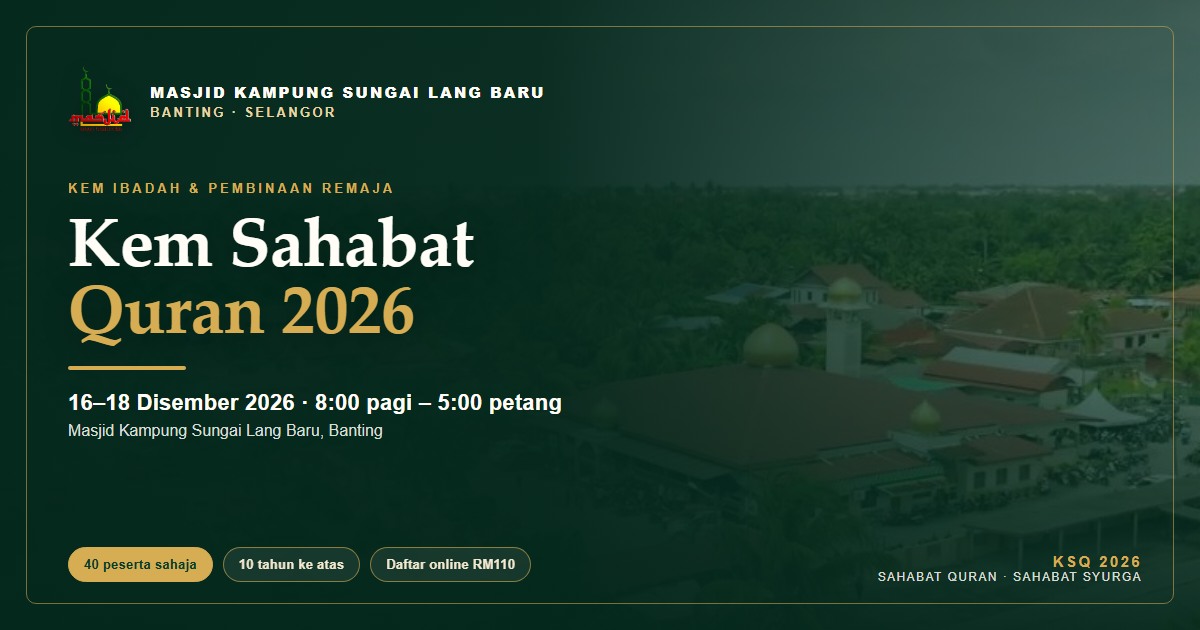 MASJID KAMPUNG SUNGAI LANG BARU
BANTING · SELANGOR
KEM IBADAH & PEMBINAAN REMAJA
Kem Sahabat
Quran 2026
16–18 Disember 2026 · 8:00 pagi – 5:00 petang
Masjid Kampung Sungai Lang Baru, Banting
40 peserta sahaja
10 tahun ke atas
Daftar online RM110
KSQ 2026
SAHABAT QURAN · SAHABAT SYURGA